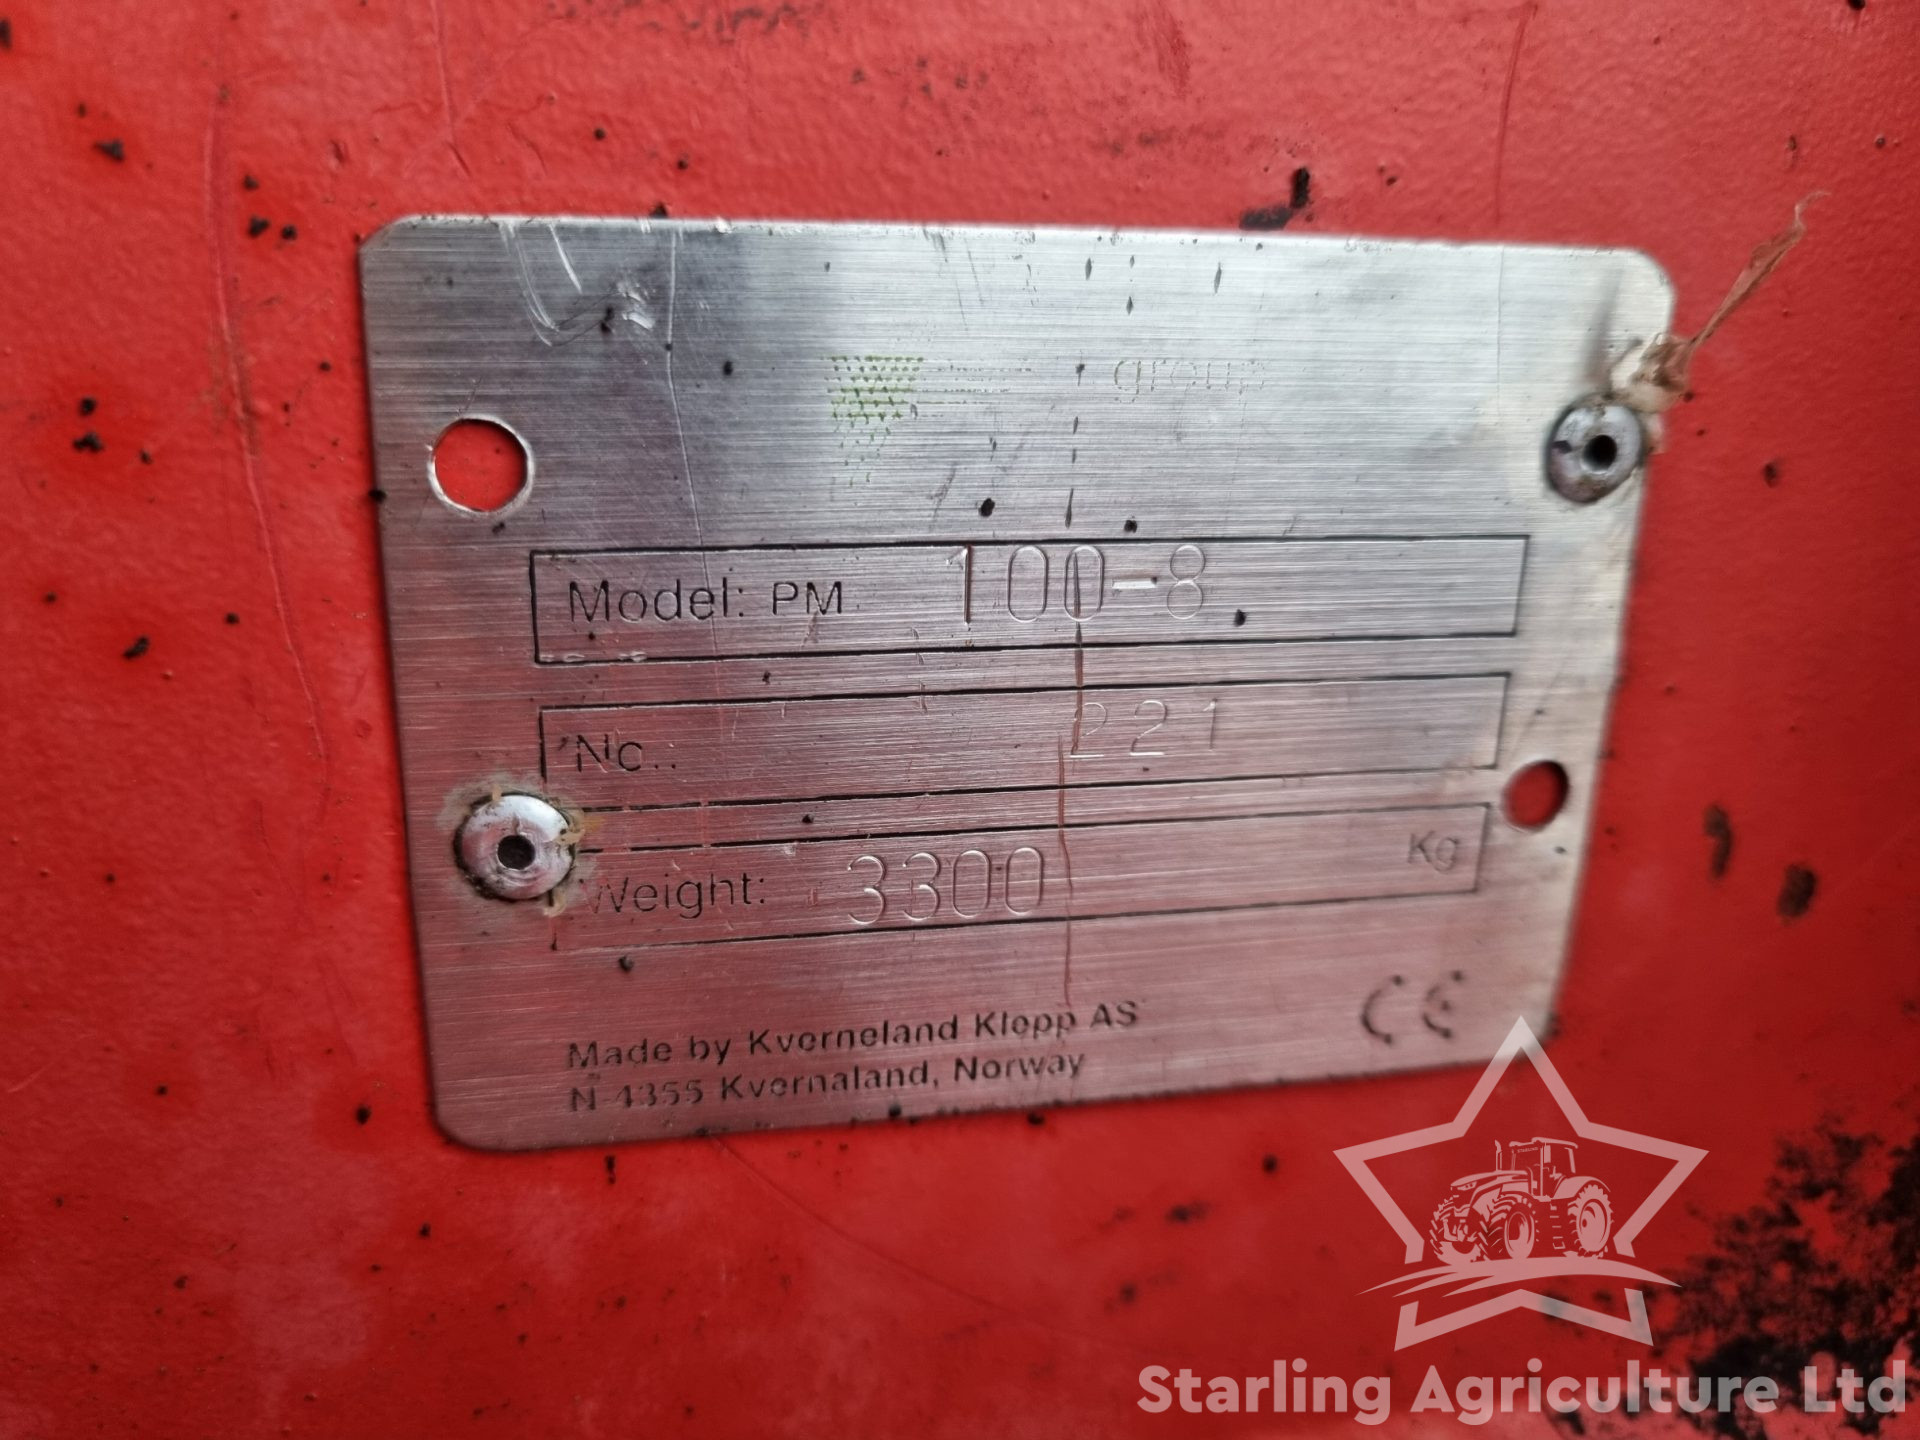 group
Model: PM 100-8
No.: 221
Weight: 3300 Kg
Made by Kverneland Klepp AS
N-4355 Kvernaland, Norway
CE
Starling Agriculture Ltd